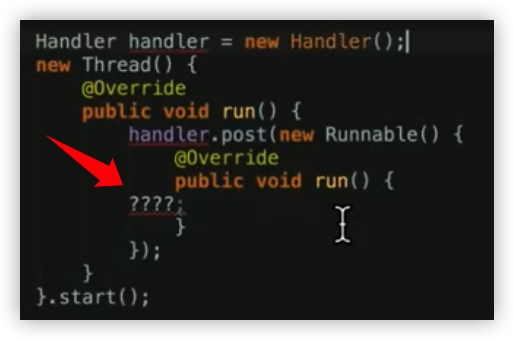 Handler handler = new Handler();
new Thread() {
@Override
public void run() {
handler.post(new Runnable() {
@Override
public void run() {
????;
}
});
}
}.start();